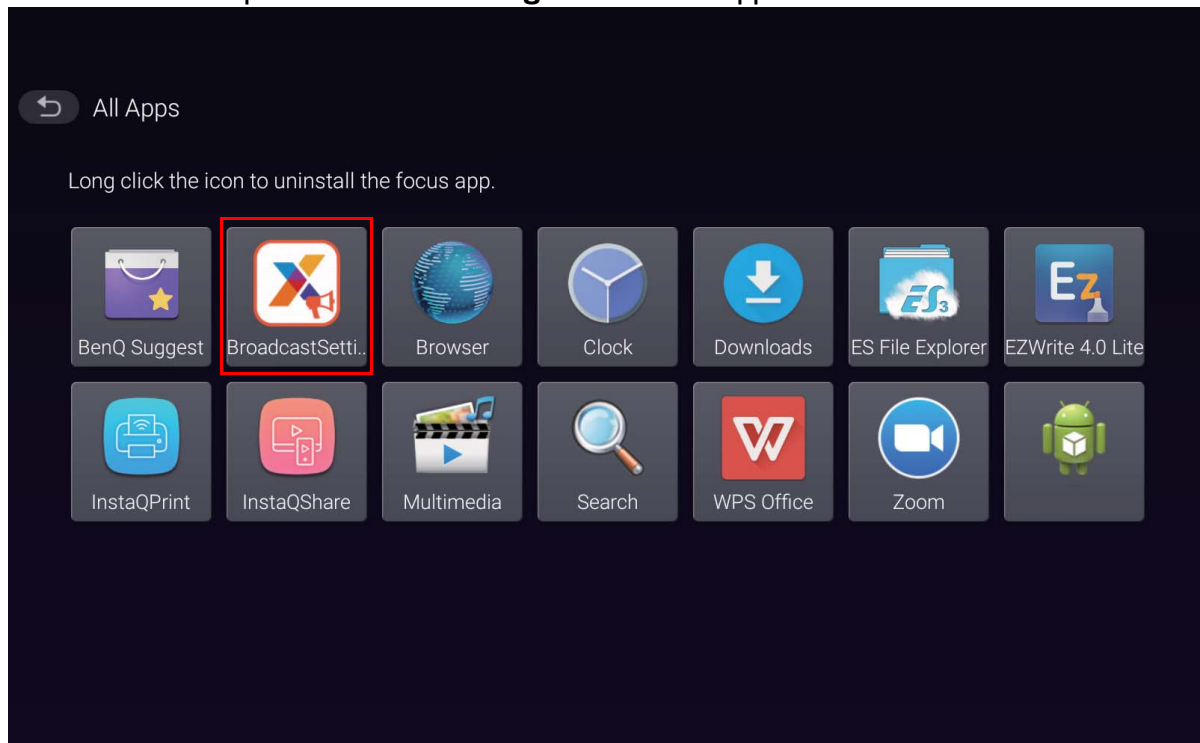 All Apps
Long click the icon to uninstall the focus app.
BenQ Suggest BroadcastSetti.. Browser Clock Downloads ES File Explorer EZWrite 4.0 Lite
InstaQPrint InstaQShare Multimedia Search WPS Office Zoom